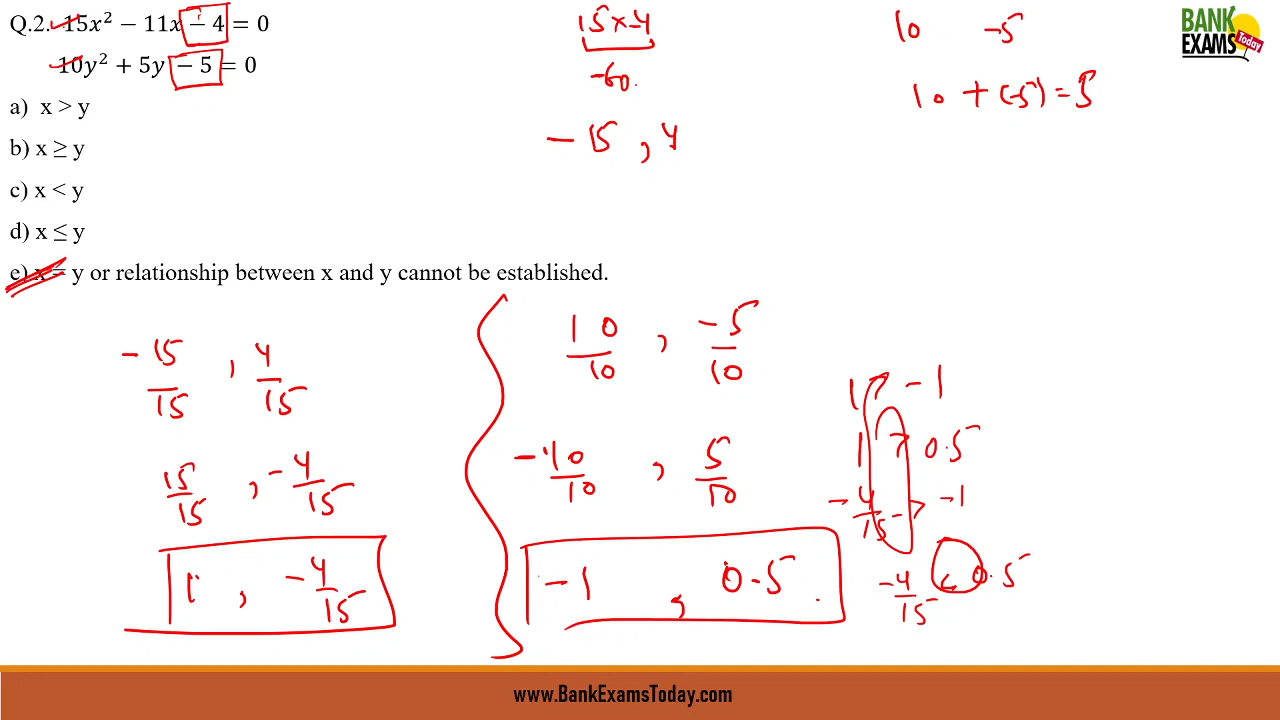 Q.2. 15x² − 11x − 4 = 0
10y² + 5y − 5 = 0
a) x > y
b) x ≥ y
c) x < y
d) x ≤ y
e) x = y or relationship between x and y cannot be established.
15 x -4
-60.
- 15 , 4
10 -5
10 + (-5) = 5
BANK
EXAMS
Today
-15/15 , 4/15
15/15 , -4/15
1 , -4/15
10/10 , -5/10
-10/10 , 5/10
-1 , 0.5
1 > -1
1 > 0.5
-4/15 > -1
-4/15 < 0.5
www.BankExamsToday.com